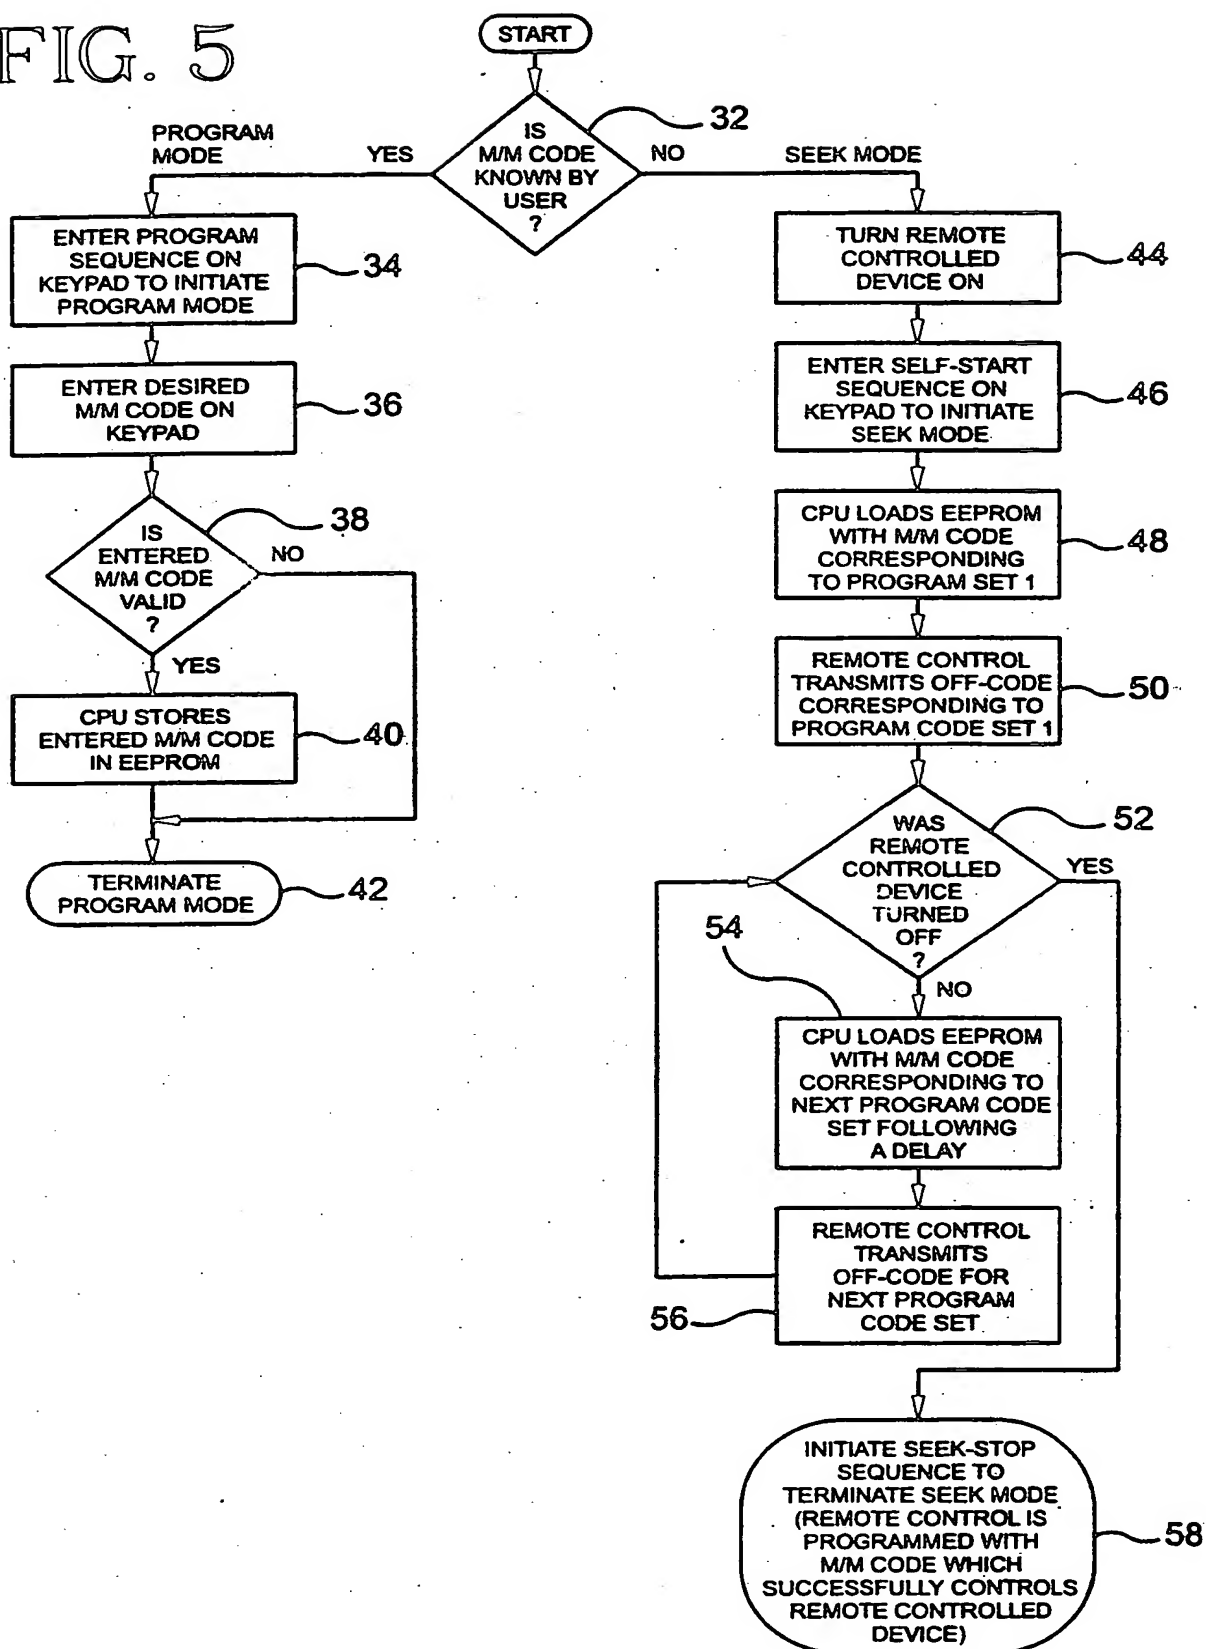 FIG. 5
START
IS
M/M CODE
KNOWN BY
USER
?
32
PROGRAM
MODE
YES
NO
SEEK MODE
ENTER PROGRAM
SEQUENCE ON
KEYPAD TO INITIATE
PROGRAM MODE
34
ENTER DESIRED
M/M CODE ON
KEYPAD
36
IS
ENTERED
M/M CODE
VALID
?
38
NO
YES
CPU STORES
ENTERED M/M CODE
IN EEPROM
40
TERMINATE
PROGRAM MODE
42
TURN REMOTE
CONTROLLED
DEVICE ON
44
ENTER SELF-START
SEQUENCE ON
KEYPAD TO INITIATE
SEEK MODE
46
CPU LOADS EEPROM
WITH M/M CODE
CORRESPONDING
TO PROGRAM SET 1
48
REMOTE CONTROL
TRANSMITS OFF-CODE
CORRESPONDING TO
PROGRAM CODE SET 1
50
WAS
REMOTE
CONTROLLED
DEVICE
TURNED
OFF
?
52
YES
NO
54
CPU LOADS EEPROM
WITH M/M CODE
CORRESPONDING TO
NEXT PROGRAM CODE
SET FOLLOWING
A DELAY
REMOTE CONTROL
TRANSMITS
OFF-CODE FOR
NEXT PROGRAM
CODE SET
56
INITIATE SEEK-STOP
SEQUENCE TO
TERMINATE SEEK MODE
(REMOTE CONTROL IS
PROGRAMMED WITH
M/M CODE WHICH
SUCCESSFULLY CONTROLS
REMOTE CONTROLLED
DEVICE)
58